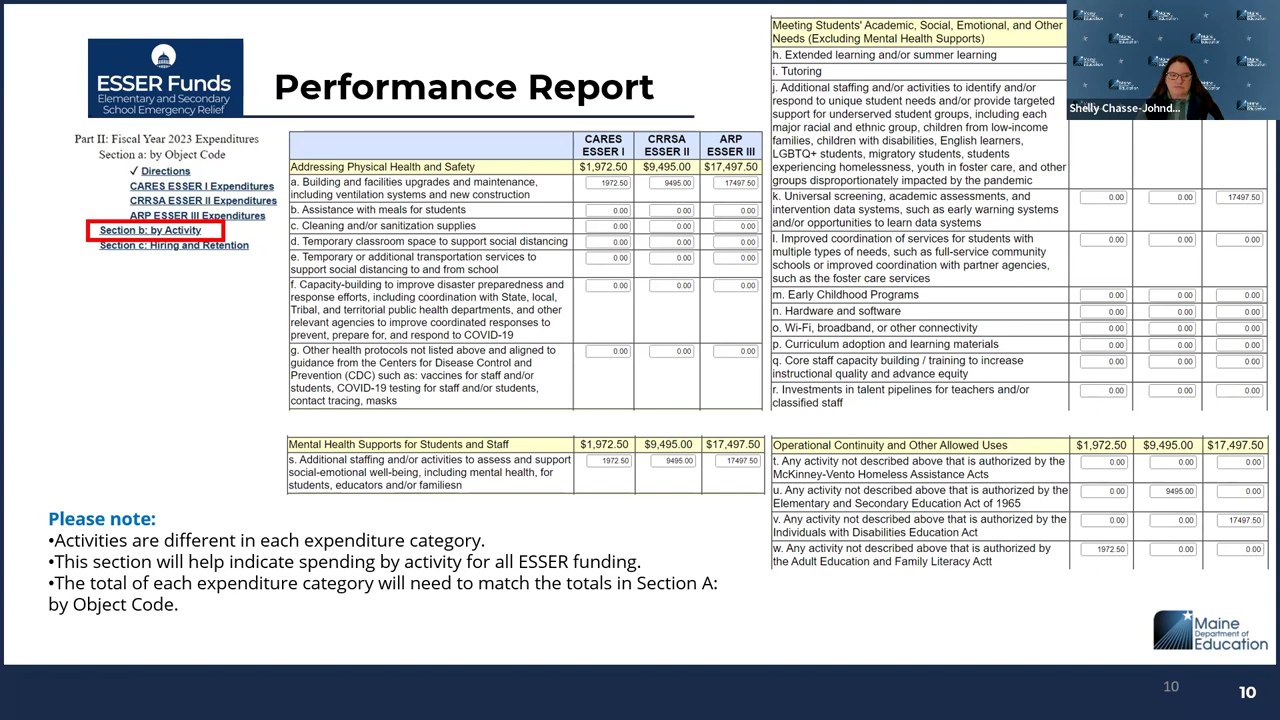 ESSER Funds
Elementary and Secondary
School Emergency Relief
Performance Report
Part II: Fiscal Year 2023 Expenditures
Section a: by Object Code
✓ Directions
CARES ESSER I Expenditures
CRRSA ESSER II Expenditures
ARP ESSER III Expenditures
Section b: by Activity
Section c: Hiring and Retention
CARES ESSER I CRRSA ESSER II ARP ESSER III
Addressing Physical Health and Safety $1,972.50 $9,495.00 $17,497.50
a. Building and facilities upgrades and maintenance, 1972.50 9495.00 17497.50
including ventilation systems and new construction
b. Assistance with meals for students 0.00 0.00 0.00
c. Cleaning and/or sanitization supplies 0.00 0.00 0.00
d. Temporary classroom space to support social distancing 0.00 0.00 0.00
e. Temporary or additional transportation services to 0.00 0.00 0.00
support social distancing to and from school
f. Capacity-building to improve disaster preparedness and 0.00 0.00 0.00
response efforts, including coordination with State, local,
Tribal, and territorial public health departments, and other
relevant agencies to improve coordinated responses to
prevent, prepare for, and respond to COVID-19
g. Other health protocols not listed above and aligned to 0.00 0.00 0.00
guidance from the Centers for Disease Control and
Prevention (CDC) such as: vaccines for staff and/or
students, COVID-19 testing for staff and/or students,
contact tracing, masks
Mental Health Supports for Students and Staff $1,972.50 $9,495.00 $17,497.50
s. Additional staffing and/or activities to assess and support 1972.50 9495.00 17497.50
social-emotional well-being, including mental health, for
students, educators and/or familiesn
Meeting Students' Academic, Social, Emotional, and Other
Needs (Excluding Mental Health Supports)
h. Extended learning and/or summer learning
i. Tutoring
j. Additional staffing and/or activities to identify and/or
respond to unique student needs and/or provide targeted
support for underserved student groups, including each
major racial and ethnic group, children from low-income
families, children with disabilities, English learners,
LGBTQ+ students, migratory students, students
experiencing homelessness, youth in foster care, and other
groups disproportionately impacted by the pandemic
k. Universal screening, academic assessments, and 0.00 0.00 17497.50
intervention data systems, such as early warning systems
and/or opportunities to learn data systems
l. Improved coordination of services for students with 0.00 0.00 0.00
multiple types of needs, such as full-service community
schools or improved coordination with partner agencies,
such as the foster care services
m. Early Childhood Programs 0.00 0.00 0.00
n. Hardware and software 0.00 0.00 0.00
o. Wi-Fi, broadband, or other connectivity 0.00 0.00 0.00
p. Curriculum adoption and learning materials 0.00 0.00 0.00
q. Core staff capacity building / training to increase 0.00 0.00 0.00
instructional quality and advance equity
r. Investments in talent pipelines for teachers and/or 0.00 0.00 0.00
classified staff
Operational Continuity and Other Allowed Uses $1,972.50 $9,495.00 $17,497.50
t. Any activity not described above that is authorized by the 0.00 0.00 0.00
McKinney-Vento Homeless Assistance Acts
u. Any activity not described above that is authorized by the 0.00 9495.00 0.00
Elementary and Secondary Education Act of 1965
v. Any activity not described above that is authorized by the 0.00 0.00 17497.50
Individuals with Disabilities Education Act
w. Any activity not described above that is authorized by 1972.50 0.00 0.00
the Adult Education and Family Literacy Actt
Please note:
•Activities are different in each expenditure category.
•This section will help indicate spending by activity for all ESSER funding.
•The total of each expenditure category will need to match the totals in Section A:
by Object Code.
Shelly Chasse-Johnd...
Maine
Department of
Education
10
10